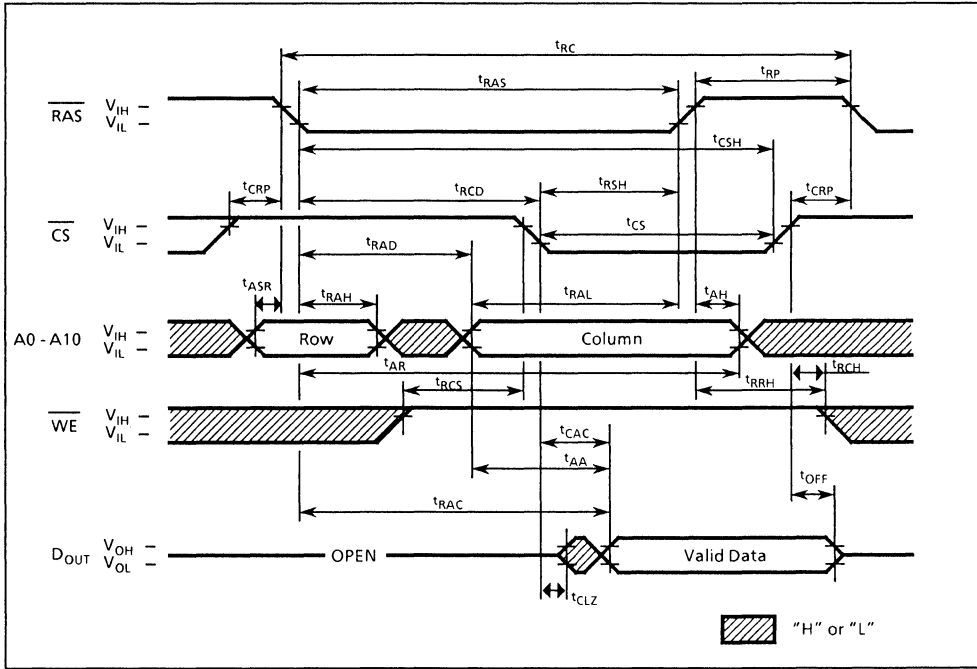 tRC
tRP
tRAS
RAS VIH
VIL
tCSH
tCRP
tRCD
tRSH
tCRP
CS VIH
VIL
tCS
tRAD
tASR
tRAH
tRAL
tAH
A0 - A10 VIH
VIL
Row
Column
tAR
tRCS
tRRH
tRCH
WE VIH
VIL
tCAC
tAA
tOFF
tRAC
DOUT VOH
VOL
OPEN
Valid Data
tCLZ
"H" or "L"